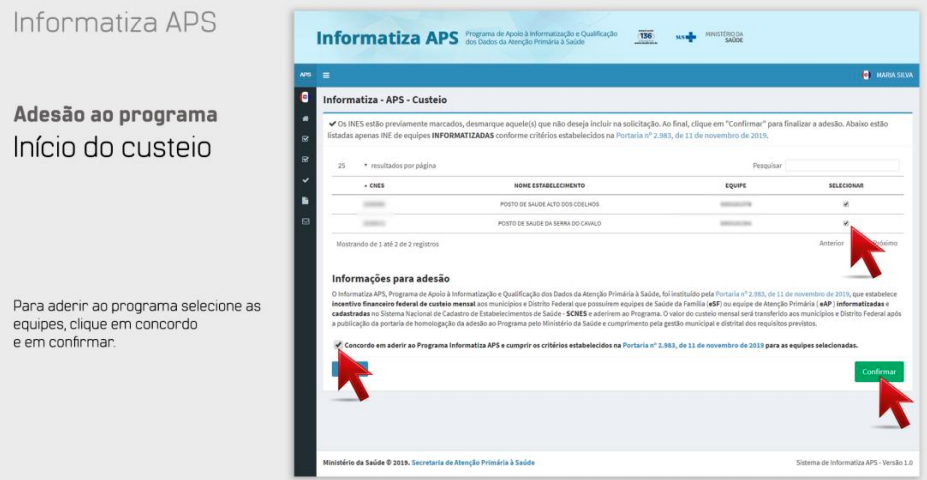 Informatiza APS
Adesão ao programa
Início do custeio
Para aderir ao programa selecione as
equipes, clique em concordo
e em confirmar.
Informatiza APS
Programa de Apoio à Informatização e Qualificação
dos Dados da Atenção Primária à Saúde
136
SUS
MINISTÉRIO DA
SAÚDE
APS
MARIA SILVA
Informatiza - APS - Custeio
Os INES estão previamente marcados, desmarque aquele(s) que não deseja incluir na solicitação. Ao final, clique em "Confirmar" para finalizar a adesão. Abaixo estão
listadas apenas INE de equipes INFORMATIZADAS conforme critérios estabelecidos na Portaria nº 2.983, de 11 de novembro de 2019.
25 resultados por página
Pesquisar
CNES NOME ESTABELECIMENTO EQUIPE SELECIONAR
POSTO DE SAUDE ALTO DOS COELHOS
POSTO DE SAUDE DA SERRA DO CAVALO
Mostrando de 1 até 2 de 2 registros
Anterior Próximo
Informações para adesão
O Informatiza APS, Programa de Apoio à Informatização e Qualificação dos Dados da Atenção Primária à Saúde, foi instituído pela Portaria nº 2.983, de 11 de novembro de 2019, que estabelece
incentivo financeiro federal de custeio mensal aos municípios e Distrito Federal que possuírem equipes de Saúde da Família (eSF) ou equipe de Atenção Primária ( eAP ) informatizadas e
cadastradas no Sistema Nacional de Cadastro de Estabelecimentos de Saúde - SCNES e aderirem ao Programa. O valor do custeio mensal será transferido aos municípios e Distrito Federal após
a publicação da portaria de homologação da adesão ao Programa pelo Ministério da Saúde e cumprimento pela gestão municipal e distrital dos requisitos previstos.
Concordo em aderir ao Programa Informatiza APS e cumprir os critérios estabelecidos na Portaria nº 2.983, de 11 de novembro de 2019 para as equipes selecionadas.
Confirmar
Ministério da Saúde © 2019. Secretaria de Atenção Primária à Saúde
Sistema de Informatiza APS - Versão 1.0